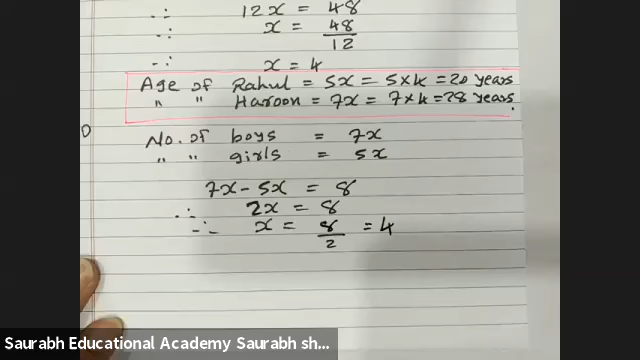 ∴ 12x = 48
∴ x = 48/12
∴ x = 4
Age of Rahul = 5x = 5×4 = 20 years
" " Haroon = 7x = 7×4 = 28 years.
No. of boys = 7x
" " girls = 5x
7x - 5x = 8
∴ 2x = 8
∴ x = 8/2 = 4
Saurabh Educational Academy Saurabh sh...